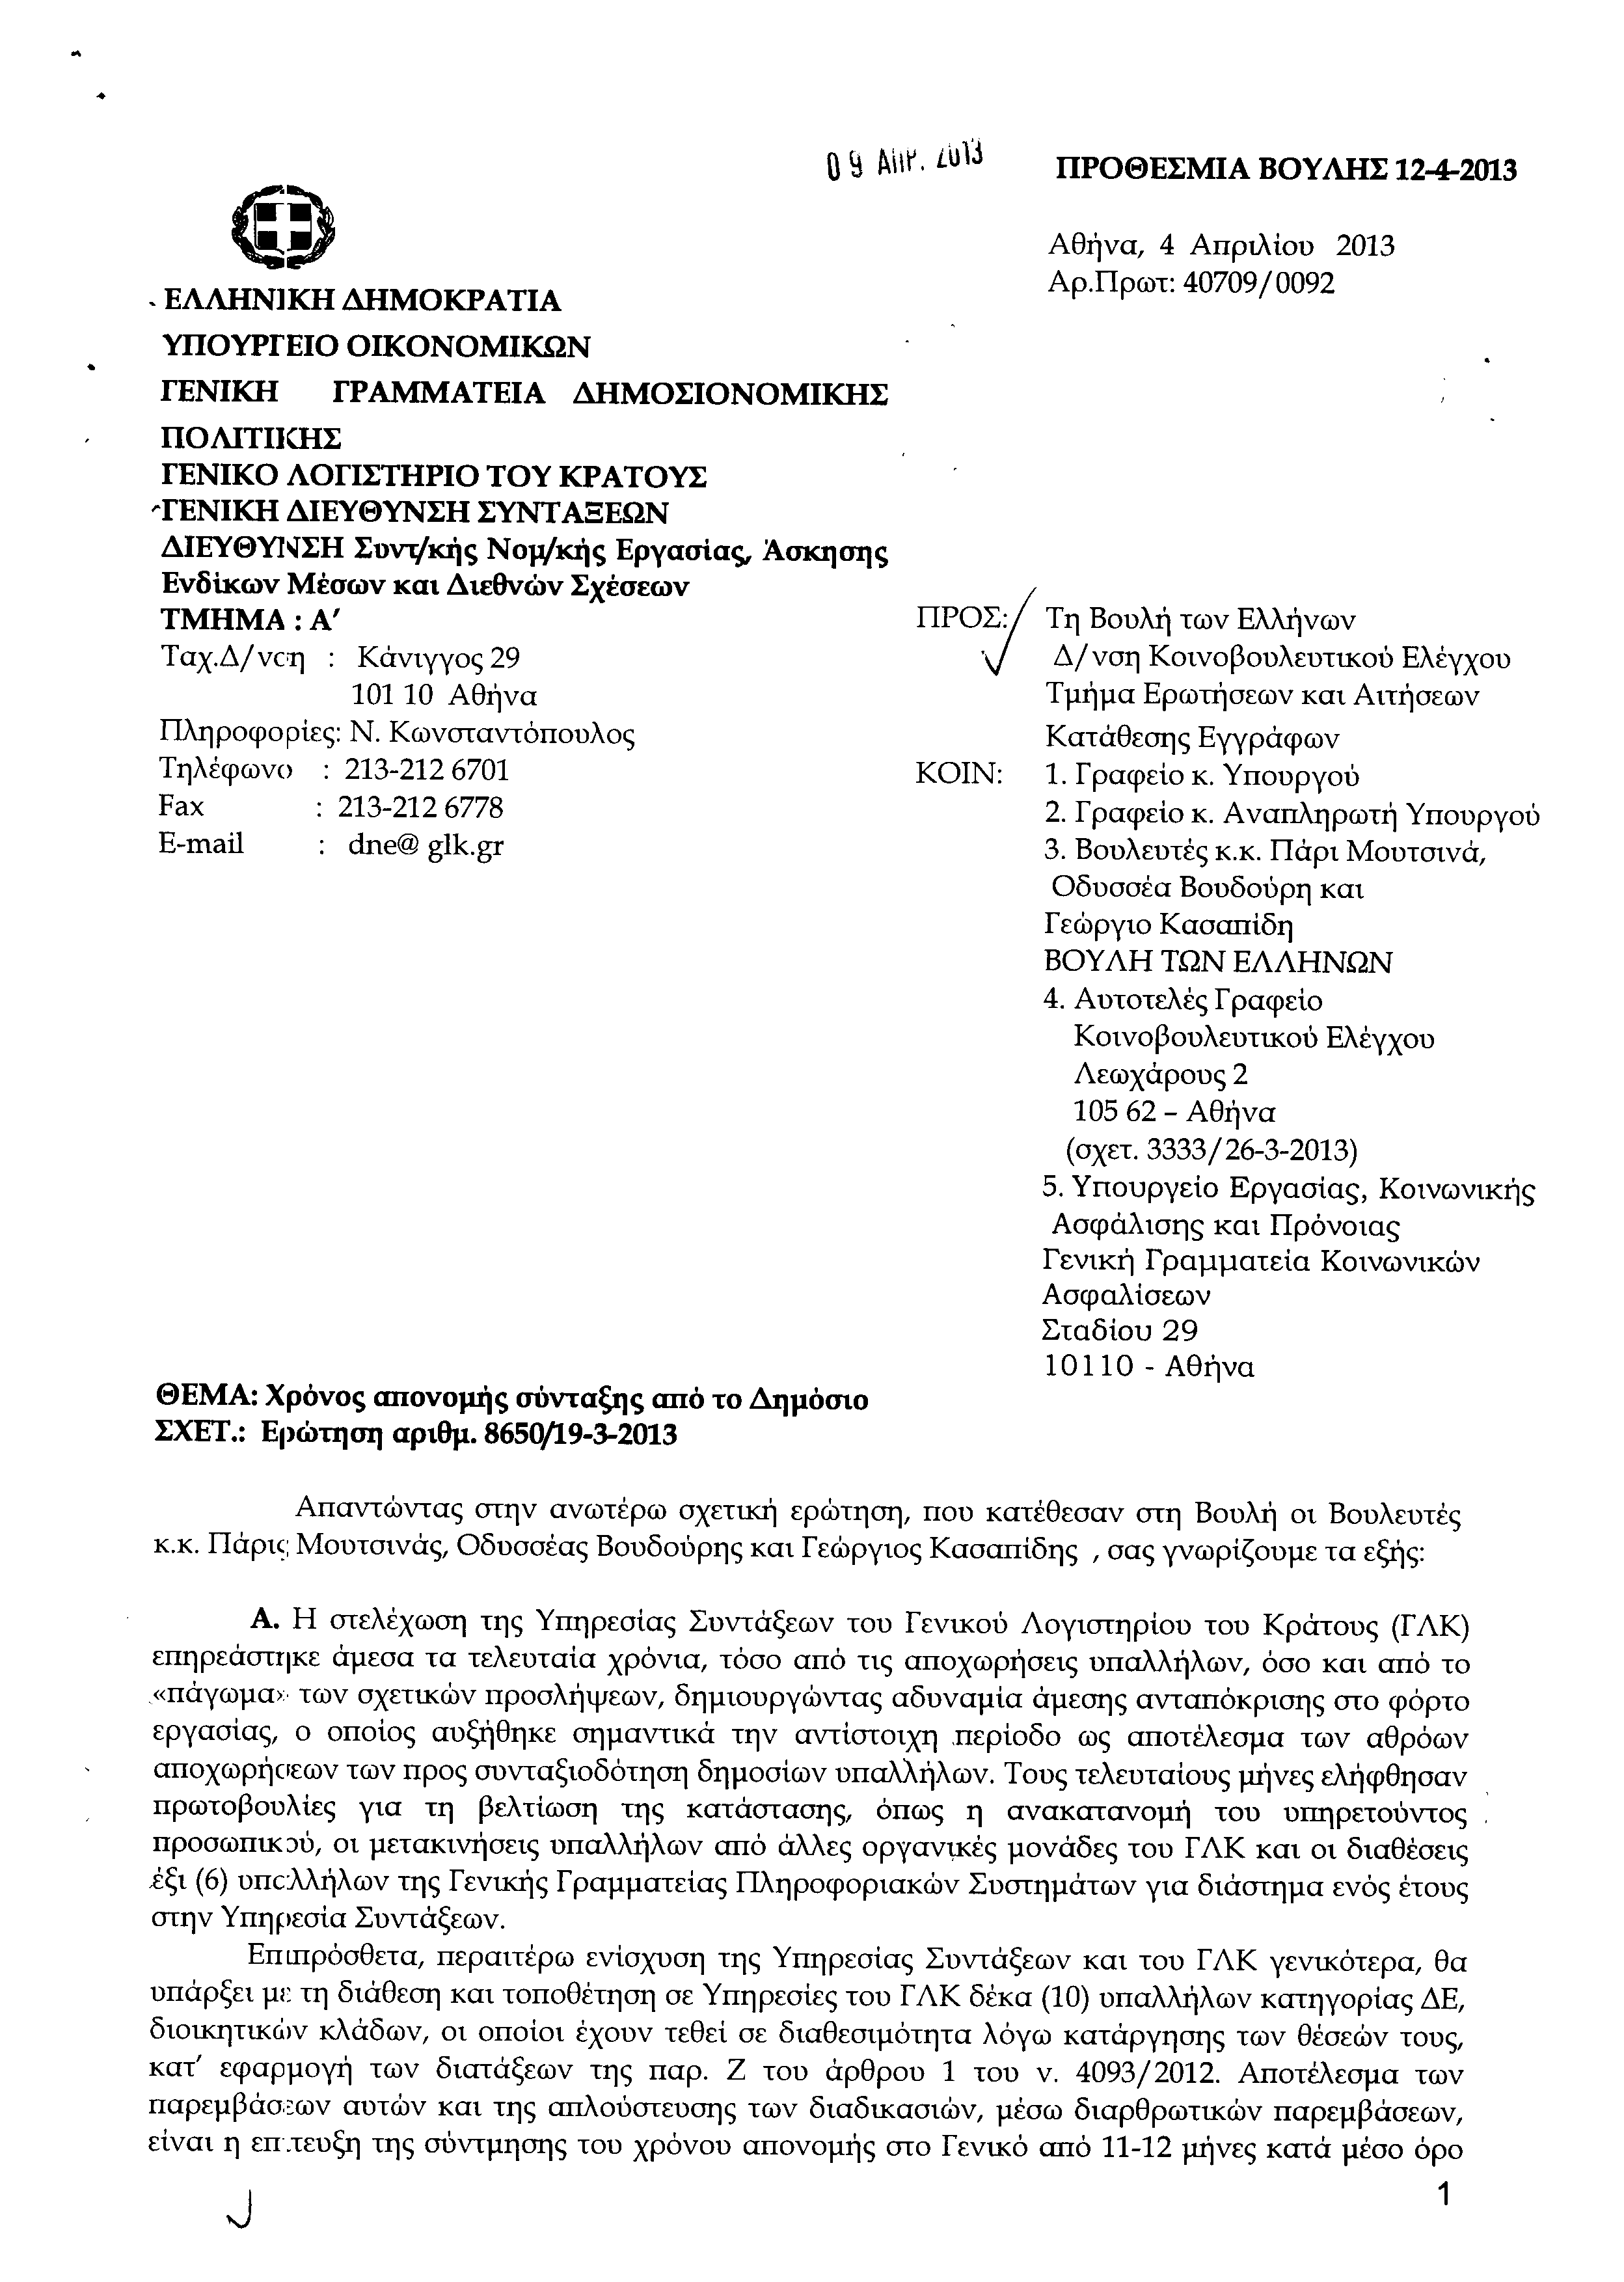 09 ΑΠΡ. 2013
ΠΡΟΘΕΣΜΙΑ ΒΟΥΛΗΣ 12-4-2013
Αθήνα, 4 Απριλίου 2013
Αρ.Πρωτ: 40709/0092
ΕΛΛΗΝΙΚΗ ΔΗΜΟΚΡΑΤΙΑ
ΥΠΟΥΡΓΕΙΟ ΟΙΚΟΝΟΜΙΚΩΝ
ΓΕΝΙΚΗ ΓΡΑΜΜΑΤΕΙΑ ΔΗΜΟΣΙΟΝΟΜΙΚΗΣ
ΠΟΛΙΤΙΚΗΣ
ΓΕΝΙΚΟ ΛΟΓΙΣΤΗΡΙΟ ΤΟΥ ΚΡΑΤΟΥΣ
ΓΕΝΙΚΗ ΔΙΕΥΘΥΝΣΗ ΣΥΝΤΑΞΕΩΝ
ΔΙΕΥΘΥΝΣΗ Συντ/κής Νομ/κής Εργασίας, Άσκησης
Ενδίκων Μέσων και Διεθνών Σχέσεων
ΤΜΗΜΑ : Α΄
Ταχ.Δ/νση : Κάνιγγος 29
101 10 Αθήνα
Πληροφορίες: Ν. Κωνσταντόπουλος
Τηλέφωνο : 213-212 6701
Fax : 213-212 6778
E-mail : dne@ glk.gr
ΠΡΟΣ: Τη Βουλή των Ελλήνων
Δ/νση Κοινοβουλευτικού Ελέγχου
Τμήμα Ερωτήσεων και Αιτήσεων
Κατάθεσης Εγγράφων
ΚΟΙΝ: 1. Γραφείο κ. Υπουργού
2. Γραφείο κ. Αναπληρωτή Υπουργού
3. Βουλευτές κ.κ. Πάρι Μουτσινά,
Οδυσσέα Βουδούρη και
Γεώργιο Κασαπίδη
ΒΟΥΛΗ ΤΩΝ ΕΛΛΗΝΩΝ
4. Αυτοτελές Γραφείο
Κοινοβουλευτικού Ελέγχου
Λεωχάρους 2
105 62 – Αθήνα
(σχετ. 3333/26-3-2013)
5. Υπουργείο Εργασίας, Κοινωνικής
Ασφάλισης και Πρόνοιας
Γενική Γραμματεία Κοινωνικών
Ασφαλίσεων
Σταδίου 29
10110 - Αθήνα
ΘΕΜΑ: Χρόνος απονομής σύνταξης από το Δημόσιο
ΣΧΕΤ.: Ερώτηση αριθμ. 8650/19-3-2013
Απαντώντας στην ανωτέρω σχετική ερώτηση, που κατέθεσαν στη Βουλή οι Βουλευτές
κ.κ. Πάρις Μουτσινάς, Οδυσσέας Βουδούρης και Γεώργιος Κασαπίδης , σας γνωρίζουμε τα εξής:
Α. Η στελέχωση της Υπηρεσίας Συντάξεων του Γενικού Λογιστηρίου του Κράτους (ΓΛΚ)
επηρεάστηκε άμεσα τα τελευταία χρόνια, τόσο από τις αποχωρήσεις υπαλλήλων, όσο και από το
«πάγωμα» των σχετικών προσλήψεων, δημιουργώντας αδυναμία άμεσης ανταπόκρισης στο φόρτο
εργασίας, ο οποίος αυξήθηκε σημαντικά την αντίστοιχη περίοδο ως αποτέλεσμα των αθρόων
αποχωρήσεων των προς συνταξιοδότηση δημοσίων υπαλλήλων. Τους τελευταίους μήνες ελήφθησαν
πρωτοβουλίες για τη βελτίωση της κατάστασης, όπως η ανακατανομή του υπηρετούντος
προσωπικού, οι μετακινήσεις υπαλλήλων από άλλες οργανικές μονάδες του ΓΛΚ και οι διαθέσεις
έξι (6) υπαλλήλων της Γενικής Γραμματείας Πληροφοριακών Συστημάτων για διάστημα ενός έτους
στην Υπηρεσία Συντάξεων.
Επιπρόσθετα, περαιτέρω ενίσχυση της Υπηρεσίας Συντάξεων και του ΓΛΚ γενικότερα, θα
υπάρξει με τη διάθεση και τοποθέτηση σε Υπηρεσίες του ΓΛΚ δέκα (10) υπαλλήλων κατηγορίας ΔΕ,
διοικητικών κλάδων, οι οποίοι έχουν τεθεί σε διαθεσιμότητα λόγω κατάργησης των θέσεών τους,
κατ' εφαρμογή των διατάξεων της παρ. Ζ του άρθρου 1 του ν. 4093/2012. Αποτέλεσμα των
παρεμβάσεων αυτών και της απλούστευσης των διαδικασιών, μέσω διαρθρωτικών παρεμβάσεων,
είναι η επίτευξη της σύντμησης του χρόνου απονομής στο Γενικό από 11-12 μήνες κατά μέσο όρο
1